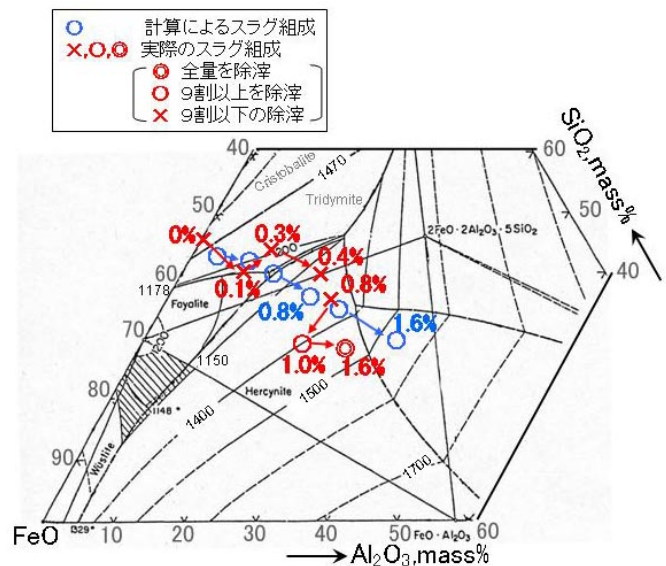 計算によるスラグ組成
×,○,◎ 実際のスラグ組成
◎ 全量を除滓
○ 9割以上を除滓
× 9割以下の除滓
SiO2,mass%
40
60
Cristobalite
1470
Tridymite
50
50
0%
0.3%
2FeO·2Al2O3·5SiO2
200
0.4%
40
60
1178
0.1%
0.8%
Fayalite
0.8%
1.6%
70
1200
1150
1.0%
1.6%
80
Hercynite
1148*
1400
1500
90
Wüstite
1700
FeO
1329*
10
20
30
40
50
FeO·Al2O3
60
Al2O3,mass%